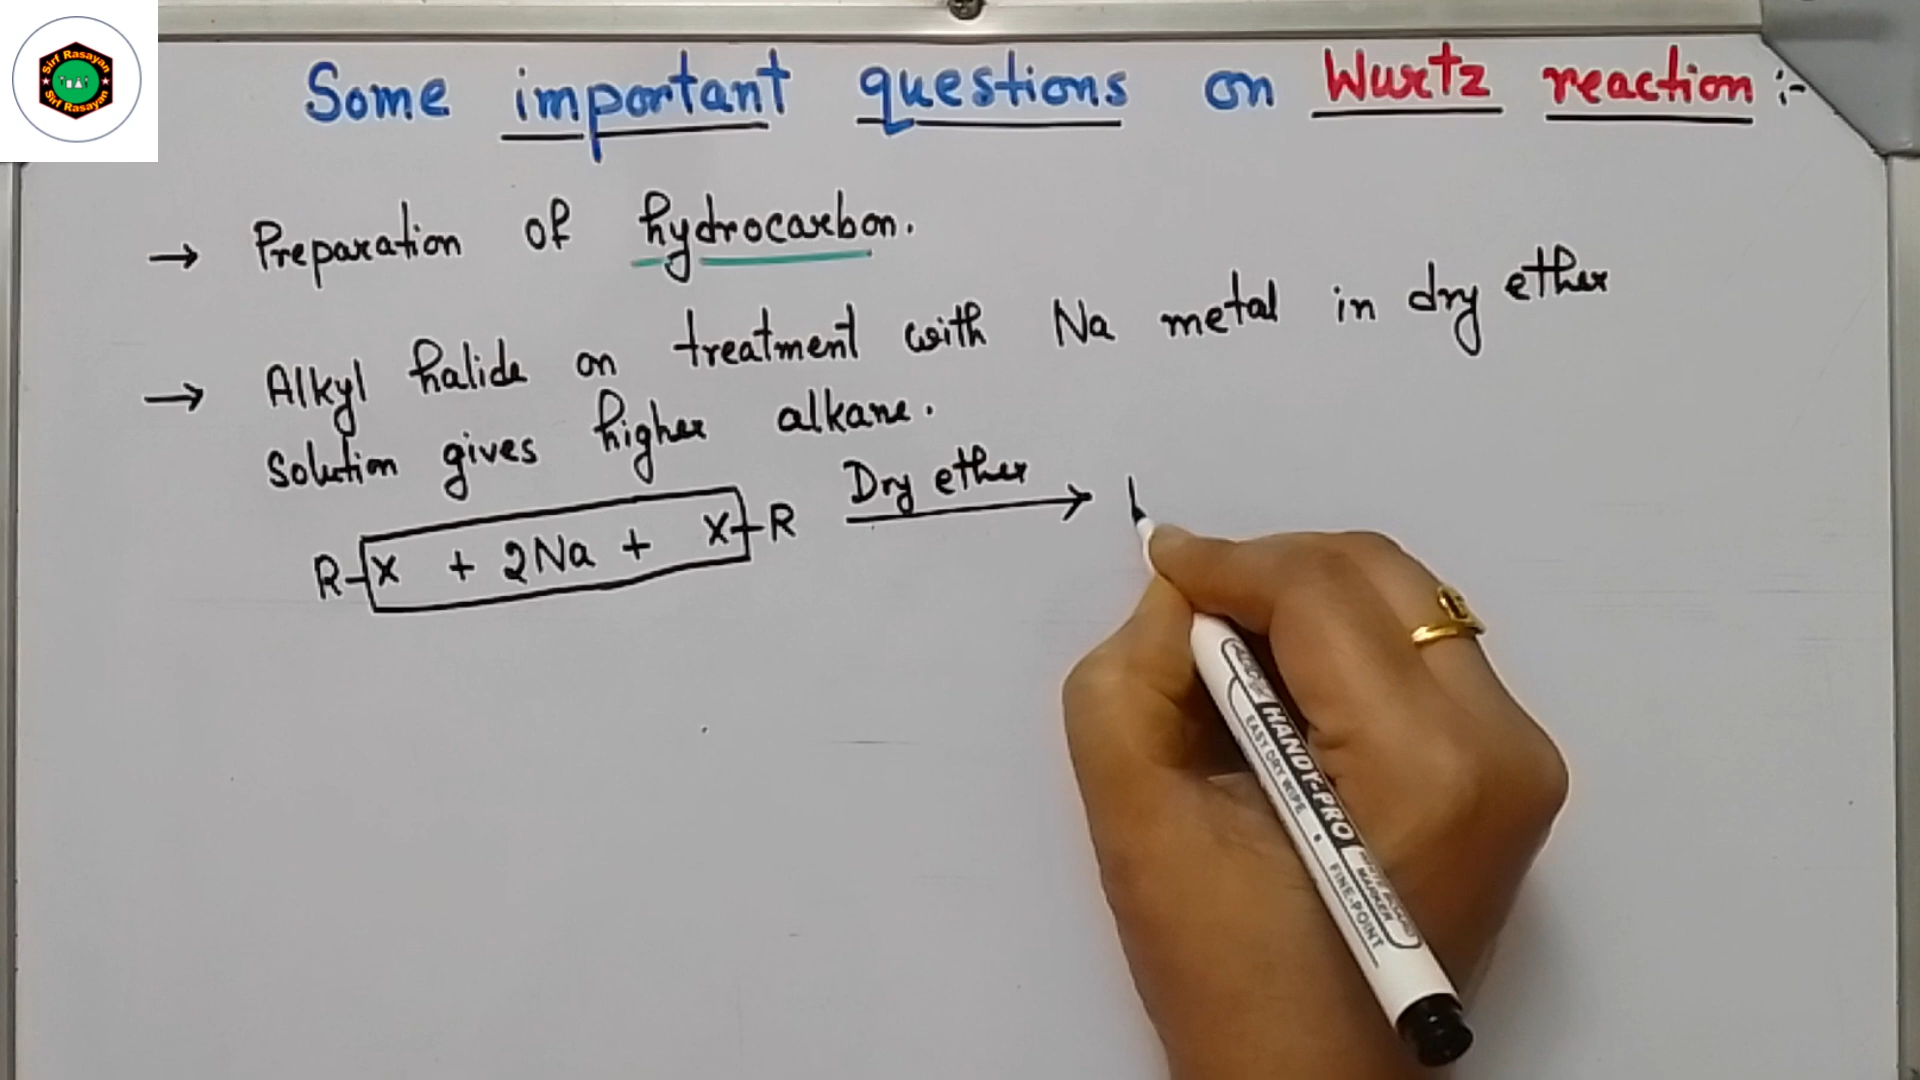 Sirf Rasayan
Sirf Rasayan
Some important questions on Wurtz reaction :-
→ Preparation of hydrocarbon.
→ Alkyl halide on treatment with Na metal in dry ether
solution gives higher alkane.
R-X + 2Na + X-R Dry ether →
HANDY-PRO
EASY DRY WIPE • FINE-POINT
MARKER